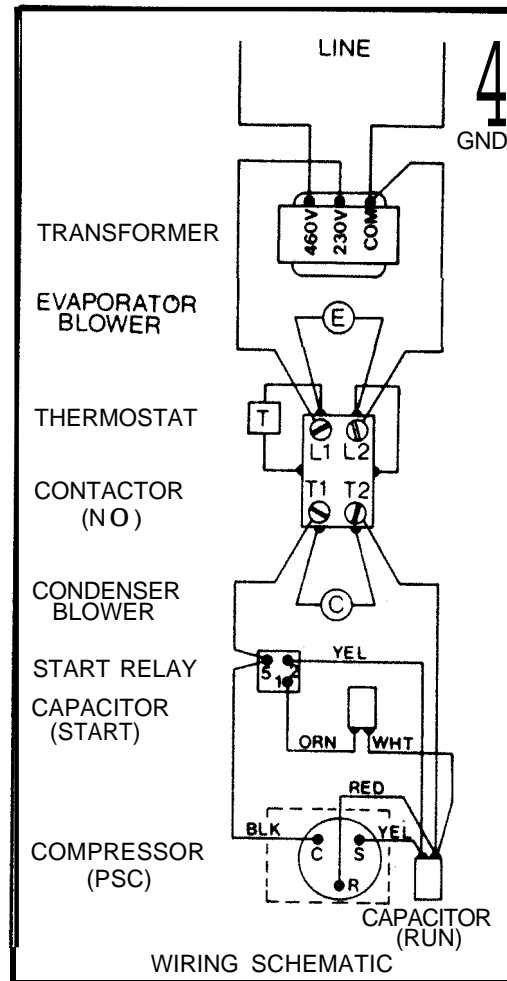 LINE
4
GND
460V
230V
COM
TRANSFORMER
EVAPORATOR
BLOWER
E
THERMOSTAT
T
L1 L2
CONTACTOR
(NO)
T1 T2
CONDENSER
BLOWER
C
START RELAY
5 2
1
YEL
CAPACITOR
(START)
ORN WHT
RED
BLK
YEL
C S
R
COMPRESSOR
(PSC)
CAPACITOR
(RUN)
WIRING SCHEMATIC